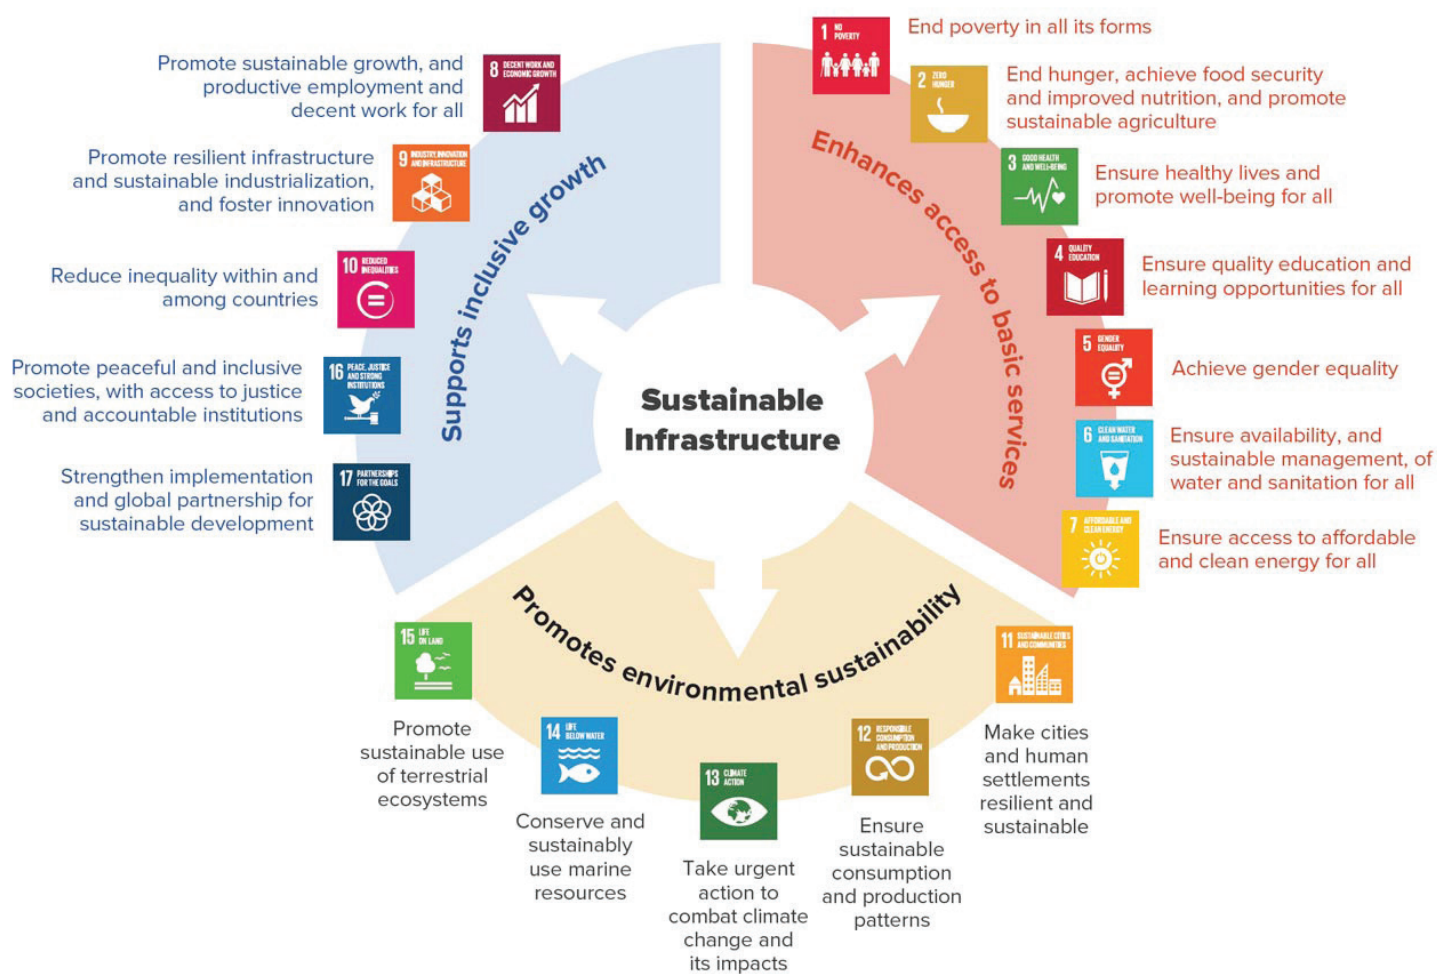 Sustainable
Infrastructure
Enhances access to basic services
1 NO
POVERTY
End poverty in all its forms
2 ZERO
HUNGER
End hunger, achieve food security
and improved nutrition, and promote
sustainable agriculture
3 GOOD HEALTH
AND WELL-BEING
Ensure healthy lives and
promote well-being for all
4 QUALITY
EDUCATION
Ensure quality education and
learning opportunities for all
5 GENDER
EQUALITY
Achieve gender equality
6 CLEAN WATER
AND SANITATION
Ensure availability, and
sustainable management, of
water and sanitation for all
7 AFFORDABLE AND
CLEAN ENERGY
Ensure access to affordable
and clean energy for all
Supports inclusive growth
8 DECENT WORK AND
ECONOMIC GROWTH
Promote sustainable growth, and
productive employment and
decent work for all
9 INDUSTRY, INNOVATION
AND INFRASTRUCTURE
Promote resilient infrastructure
and sustainable industrialization,
and foster innovation
10 REDUCED
INEQUALITIES
Reduce inequality within and
among countries
16 PEACE, JUSTICE
AND STRONG
INSTITUTIONS
Promote peaceful and inclusive
societies, with access to justice
and accountable institutions
17 PARTNERSHIPS
FOR THE GOALS
Strengthen implementation
and global partnership for
sustainable development
Promotes environmental sustainability
15 LIFE
ON LAND
Promote
sustainable use
of terrestrial
ecosystems
14 LIFE
BELOW WATER
Conserve and
sustainably
use marine
resources
13 CLIMATE
ACTION
Take urgent
action to
combat climate
change and
its impacts
12 RESPONSIBLE
CONSUMPTION
AND PRODUCTION
Ensure
sustainable
consumption
and production
patterns
11 SUSTAINABLE CITIES
AND COMMUNITIES
Make cities
and human
settlements
resilient and
sustainable